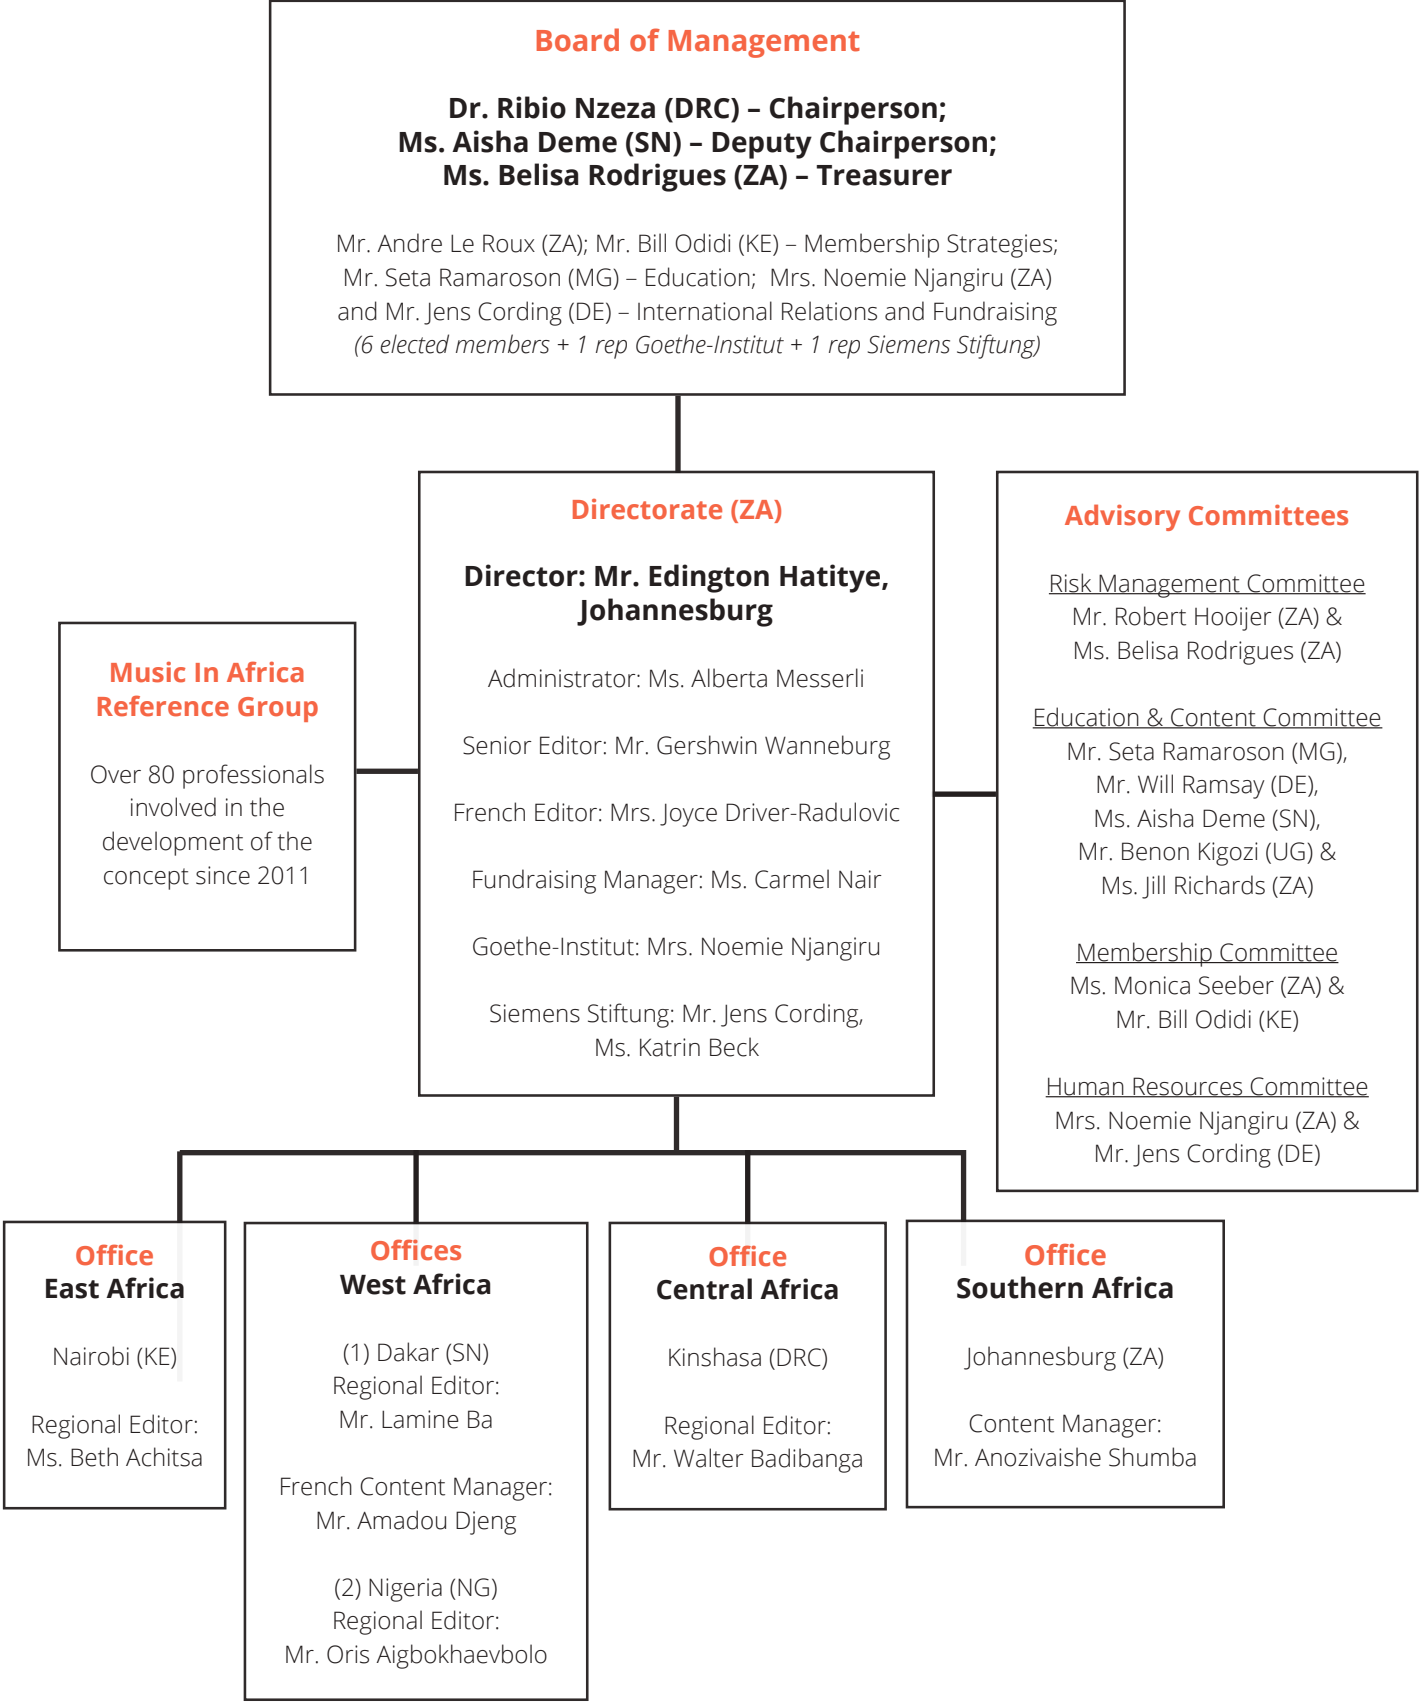 Board of Management
Dr. Ribio Nzeza (DRC) – Chairperson;
Ms. Aisha Deme (SN) – Deputy Chairperson;
Ms. Belisa Rodrigues (ZA) – Treasurer
Mr. Andre Le Roux (ZA); Mr. Bill Odidi (KE) – Membership Strategies;
Mr. Seta Ramaroson (MG) – Education; Mrs. Noemie Njangiru (ZA)
and Mr. Jens Cording (DE) – International Relations and Fundraising
(6 elected members + 1 rep Goethe-Institut + 1 rep Siemens Stiftung)
Music In Africa
Reference Group
Over 80 professionals
involved in the
development of the
concept since 2011
Directorate (ZA)
Director: Mr. Edington Hatitye,
Johannesburg
Administrator: Ms. Alberta Messerli
Senior Editor: Mr. Gershwin Wanneburg
French Editor: Mrs. Joyce Driver-Radulovic
Fundraising Manager: Ms. Carmel Nair
Goethe-Institut: Mrs. Noemie Njangiru
Siemens Stiftung: Mr. Jens Cording,
Ms. Katrin Beck
Advisory Committees
Risk Management Committee
Mr. Robert Hooijer (ZA) &
Ms. Belisa Rodrigues (ZA)
Education & Content Committee
Mr. Seta Ramaroson (MG),
Mr. Will Ramsay (DE),
Ms. Aisha Deme (SN),
Mr. Benon Kigozi (UG) &
Ms. Jill Richards (ZA)
Membership Committee
Ms. Monica Seeber (ZA) &
Mr. Bill Odidi (KE)
Human Resources Committee
Mrs. Noemie Njangiru (ZA) &
Mr. Jens Cording (DE)
Office
East Africa
Nairobi (KE)
Regional Editor:
Ms. Beth Achitsa
Offices
West Africa
(1) Dakar (SN)
Regional Editor:
Mr. Lamine Ba
French Content Manager:
Mr. Amadou Djeng
(2) Nigeria (NG)
Regional Editor:
Mr. Oris Aigbokhaevbolo
Office
Central Africa
Kinshasa (DRC)
Regional Editor:
Mr. Walter Badibanga
Office
Southern Africa
Johannesburg (ZA)
Content Manager:
Mr. Anozivaishe Shumba